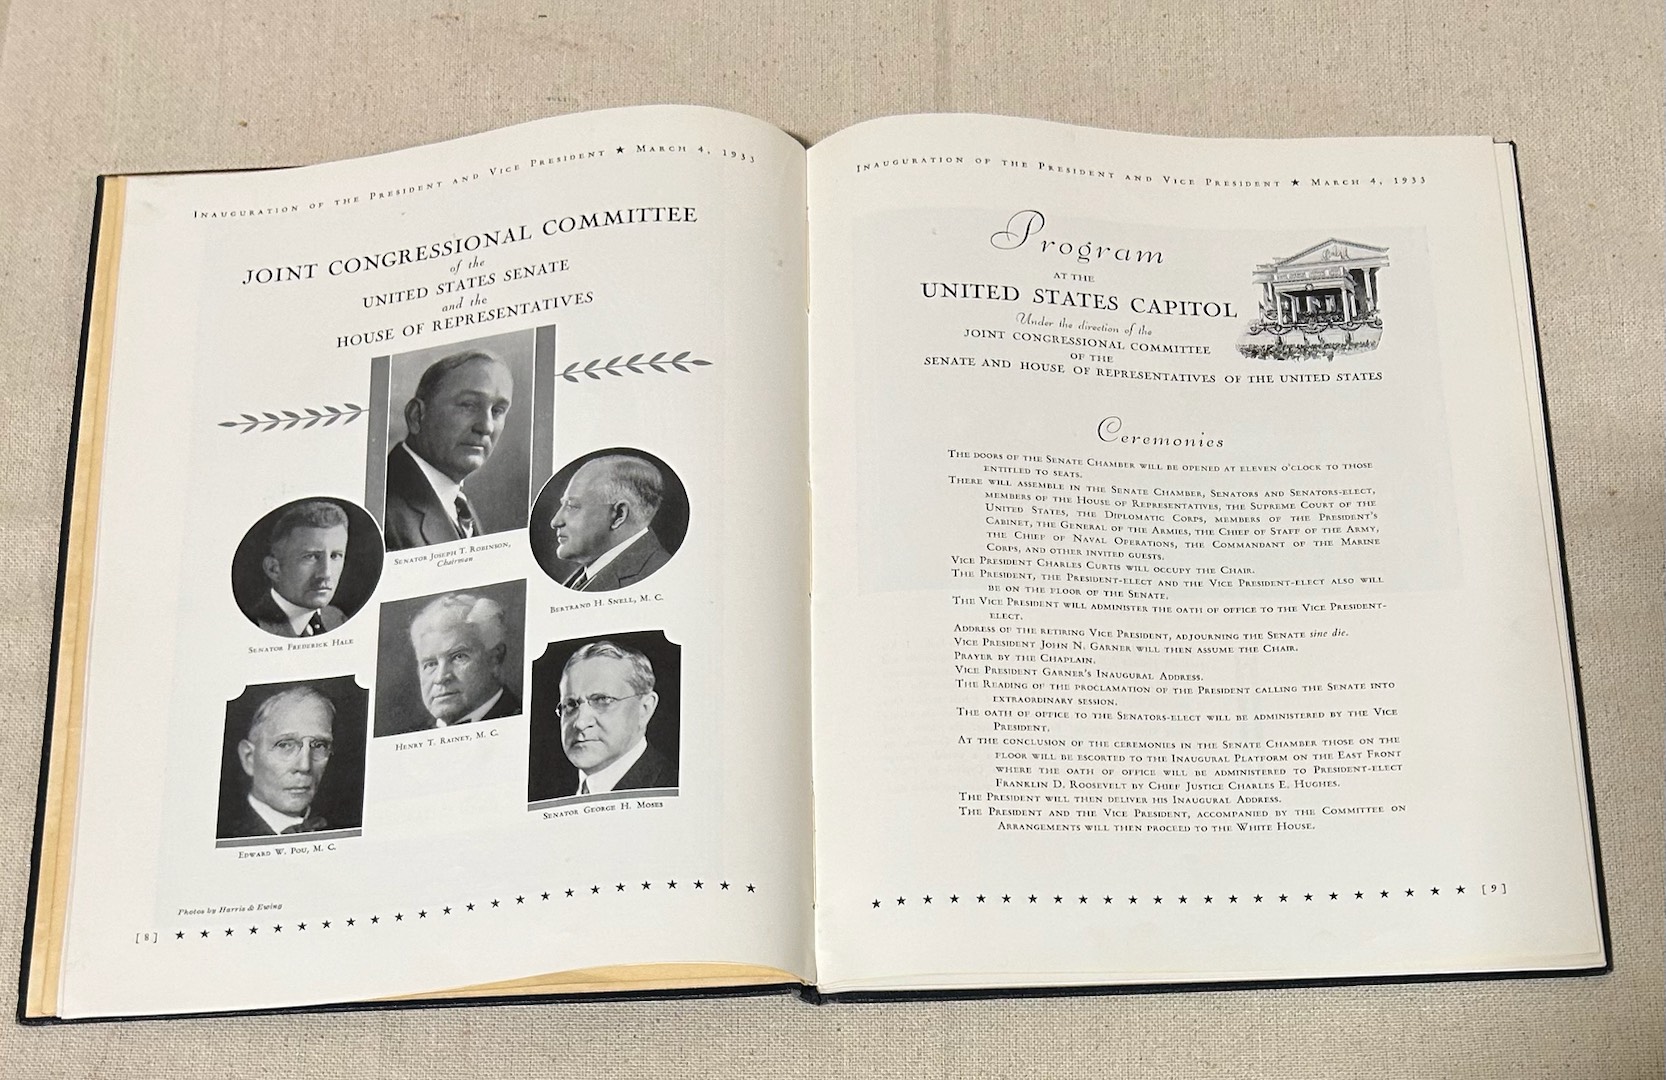 Inauguration of the President and Vice President ★ March 4, 1933
JOINT CONGRESSIONAL COMMITTEE
of the
UNITED STATES SENATE
and the
HOUSE OF REPRESENTATIVES
Senator Joseph T. Robinson,
Chairman
Bertrand H. Snell, M. C.
Senator Frederick Hale
Henry T. Rainey, M. C.
Senator George H. Moses
Edward W. Pou, M. C.
Photos by Harris & Ewing
[ 8 ]
Inauguration of the President and Vice President ★ March 4, 1933
Program
AT THE
UNITED STATES CAPITOL
Under the direction of the
JOINT CONGRESSIONAL COMMITTEE
OF THE
SENATE AND HOUSE OF REPRESENTATIVES OF THE UNITED STATES
Ceremonies
The doors of the Senate Chamber will be opened at eleven o'clock to those
entitled to seats.
There will assemble in the Senate Chamber, Senators and Senators-elect,
members of the House of Representatives, the Supreme Court of the
United States, the Diplomatic Corps, members of the President's
Cabinet, the General of the Armies, the Chief of Staff of the Army,
the Chief of Naval Operations, the Commandant of the Marine
Corps, and other invited guests.
Vice President Charles Curtis will occupy the Chair.
The President, the President-elect and the Vice President-elect also will
be on the floor of the Senate.
The Vice President will administer the oath of office to the Vice President-
elect.
Address of the retiring Vice President, adjourning the Senate sine die.
Vice President John N. Garner will then assume the Chair.
Prayer by the Chaplain.
Vice President Garner's Inaugural Address.
The Reading of the proclamation of the President calling the Senate into
extraordinary session.
The oath of office to the Senators-elect will be administered by the Vice
President.
At the conclusion of the ceremonies in the Senate Chamber those on the
floor will be escorted to the Inaugural Platform on the East Front
where the oath of office will be administered to President-elect
Franklin D. Roosevelt by Chief Justice Charles E. Hughes.
The President will then deliver his Inaugural Address.
The President and the Vice President, accompanied by the Committee on
Arrangements will then proceed to the White House.
[ 9 ]